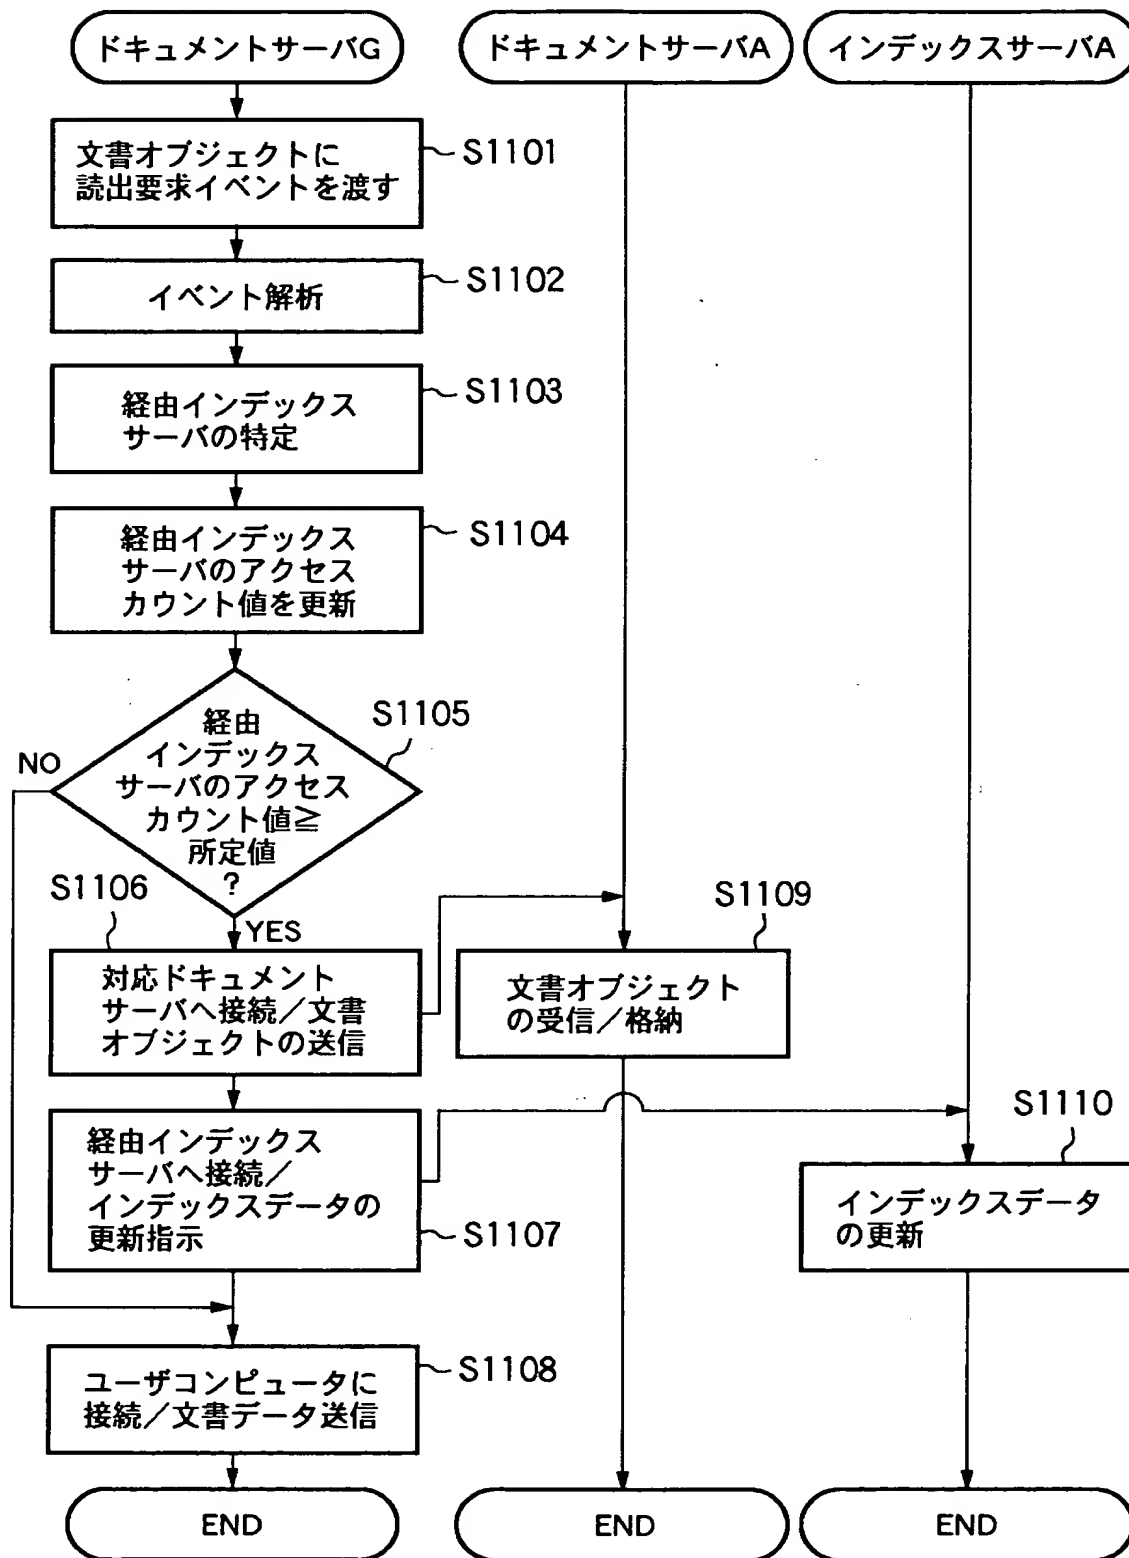 ドキュメントサーバG
ドキュメントサーバA
インデックスサーバA
文書オブジェクトに
読出要求イベントを渡す
S1101
イベント解析
S1102
経由インデックス
サーバの特定
S1103
経由インデックス
サーバのアクセス
カウント値を更新
S1104
経由
インデックス
サーバのアクセス
カウント値≧
所定値
?
S1105
NO
YES
S1106
対応ドキュメント
サーバへ接続／文書
オブジェクトの送信
S1109
文書オブジェクト
の受信／格納
経由インデックス
サーバへ接続／
インデックスデータの
更新指示
S1107
S1110
インデックスデータ
の更新
ユーザコンピュータに
接続／文書データ送信
S1108
END
END
END